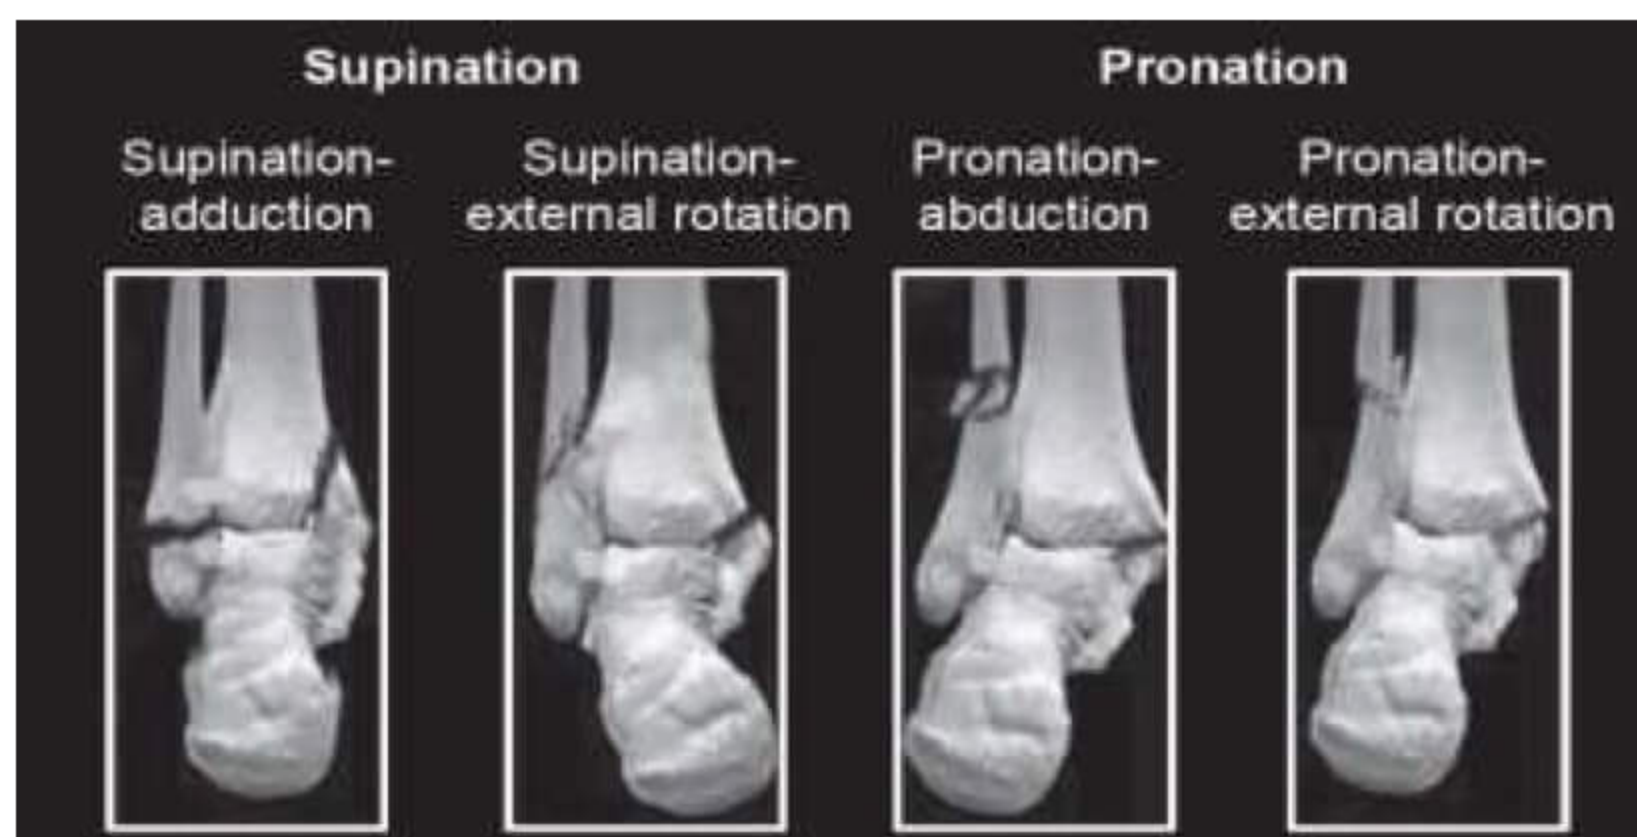 Supination
Pronation
Supination-
adduction
Supination-
external rotation
Pronation-
abduction
Pronation-
external rotation